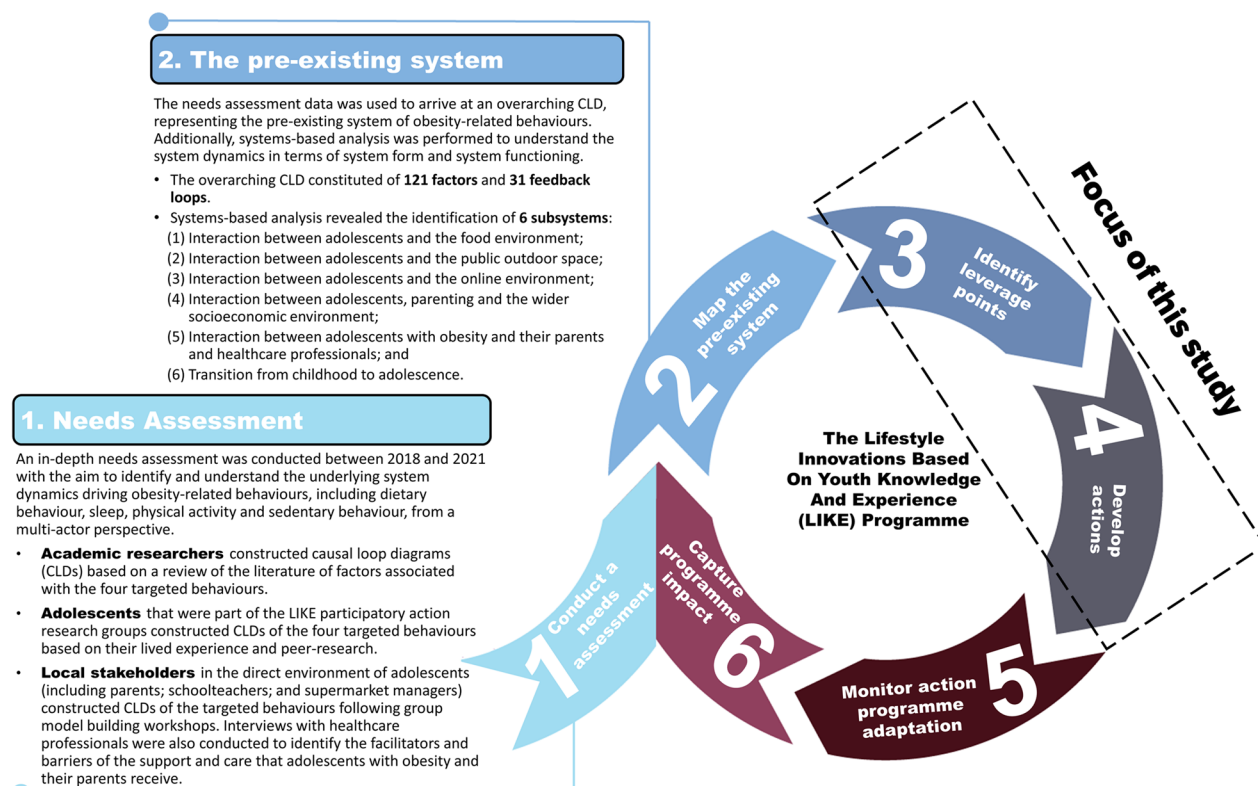 2. The pre-existing system
The needs assessment data was used to arrive at an overarching CLD,
representing the pre-existing system of obesity-related behaviours.
Additionally, systems-based analysis was performed to understand the
system dynamics in terms of system form and system functioning.
• The overarching CLD constituted of 121 factors and 31 feedback
loops.
• Systems-based analysis revealed the identification of 6 subsystems:
(1) Interaction between adolescents and the food environment;
(2) Interaction between adolescents and the public outdoor space;
(3) Interaction between adolescents and the online environment;
(4) Interaction between adolescents, parenting and the wider
socioeconomic environment;
(5) Interaction between adolescents with obesity and their parents
and healthcare professionals; and
(6) Transition from childhood to adolescence.
1. Needs Assessment
An in-depth needs assessment was conducted between 2018 and 2021
with the aim to identify and understand the underlying system
dynamics driving obesity-related behaviours, including dietary
behaviour, sleep, physical activity and sedentary behaviour, from a
multi-actor perspective.
• Academic researchers constructed causal loop diagrams
(CLDs) based on a review of the literature of factors associated
with the four targeted behaviours.
• Adolescents that were part of the LIKE participatory action
research groups constructed CLDs of the four targeted behaviours
based on their lived experience and peer-research.
• Local stakeholders in the direct environment of adolescents
(including parents; schoolteachers; and supermarket managers)
constructed CLDs of the targeted behaviours following group
model building workshops. Interviews with healthcare
professionals were also conducted to identify the facilitators and
barriers of the support and care that adolescents with obesity and
their parents receive.
1
Conduct a
needs
assessment
2
Map the
pre-existing
system
3
Identify
leverage
points
4
Develop
actions
5
Monitor action
programme
adaptation
6
Capture
programme
impact
The Lifestyle
Innovations Based
On Youth Knowledge
And Experience
(LIKE) Programme
Focus of this study